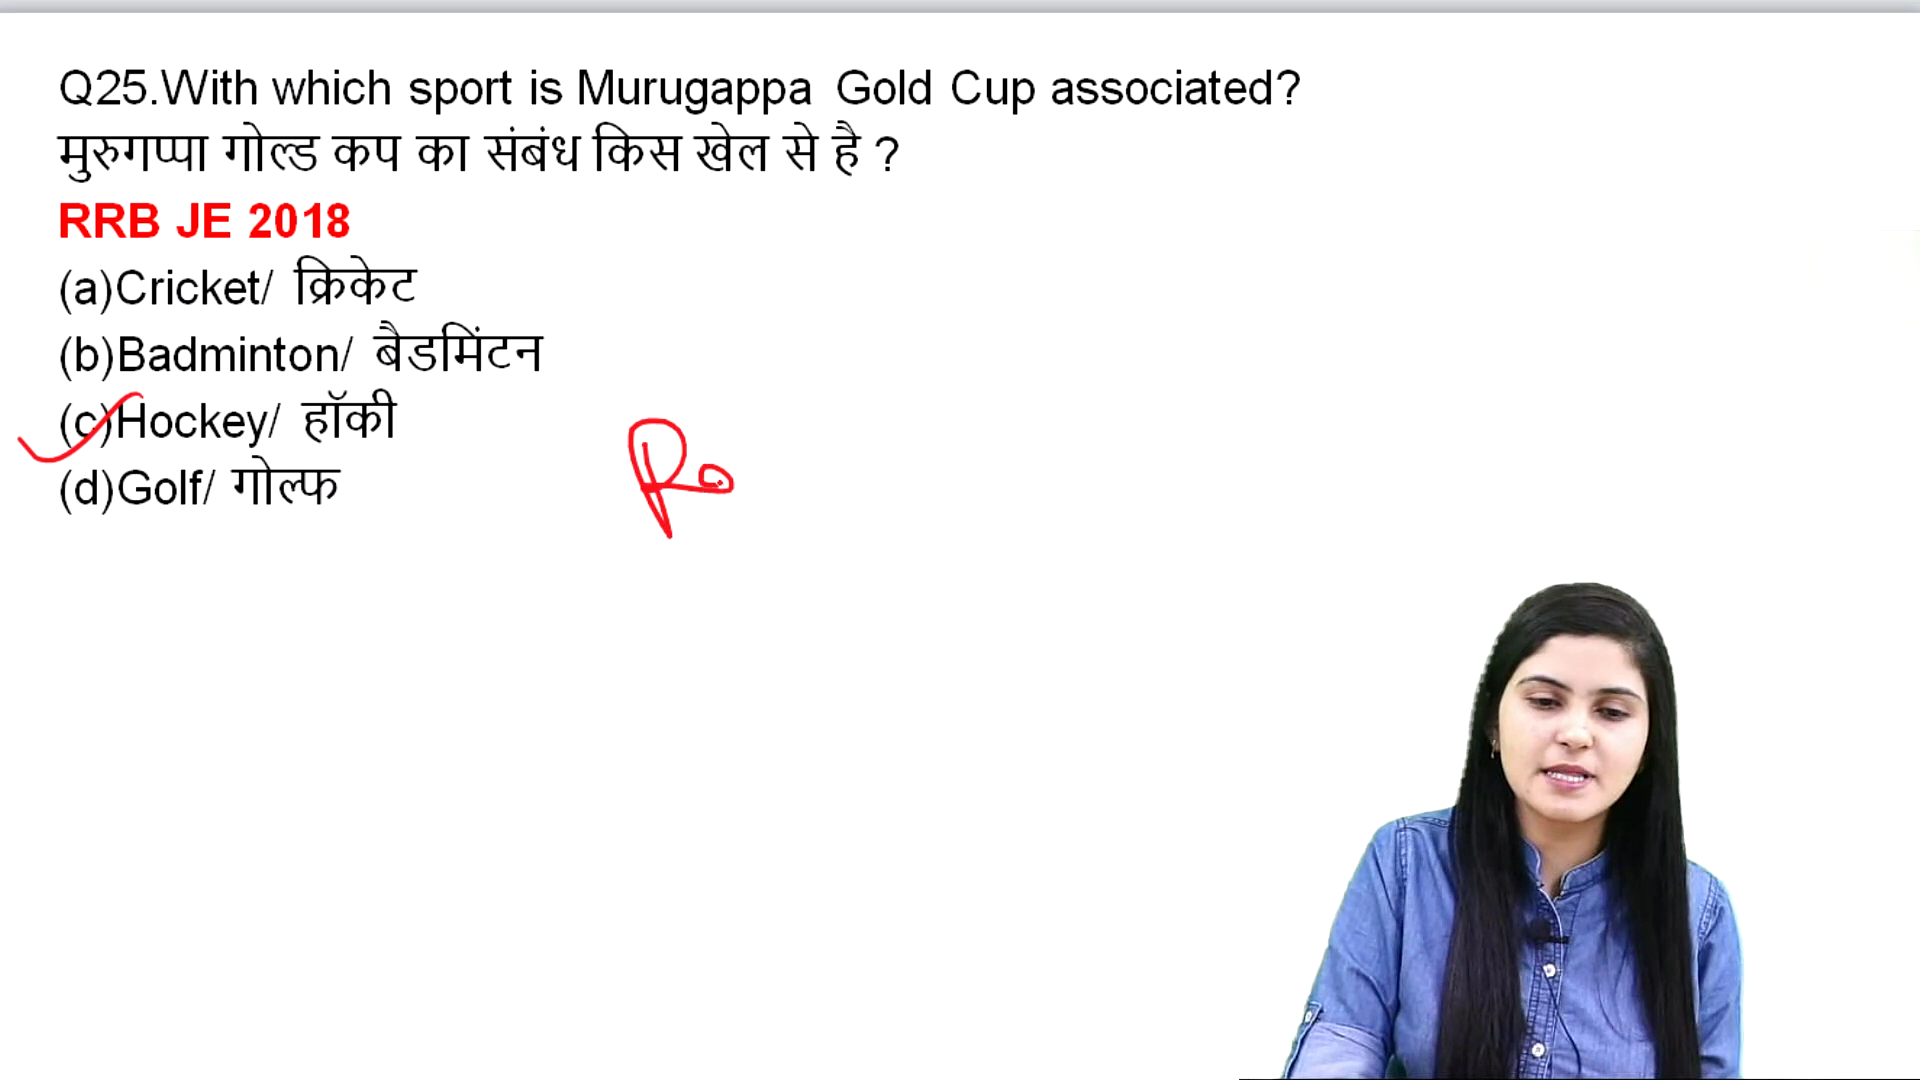 Q25.With which sport is Murugappa Gold Cup associated?
मुरुगप्पा गोल्ड कप का संबंध किस खेल से है ?
RRB JE 2018
(a)Cricket/ क्रिकेट
(b)Badminton/ बैडमिंटन
(c)Hockey/ हॉकी
(d)Golf/ गोल्फ